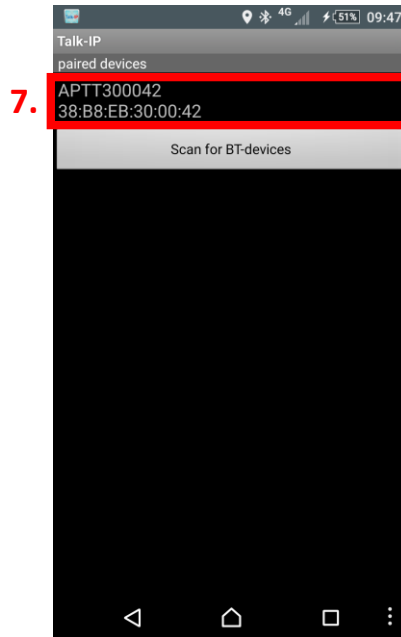 4G 51% 09:47
Talk-IP
paired devices
7.
APTT300042
38:B8:EB:30:00:42
Scan for BT-devices